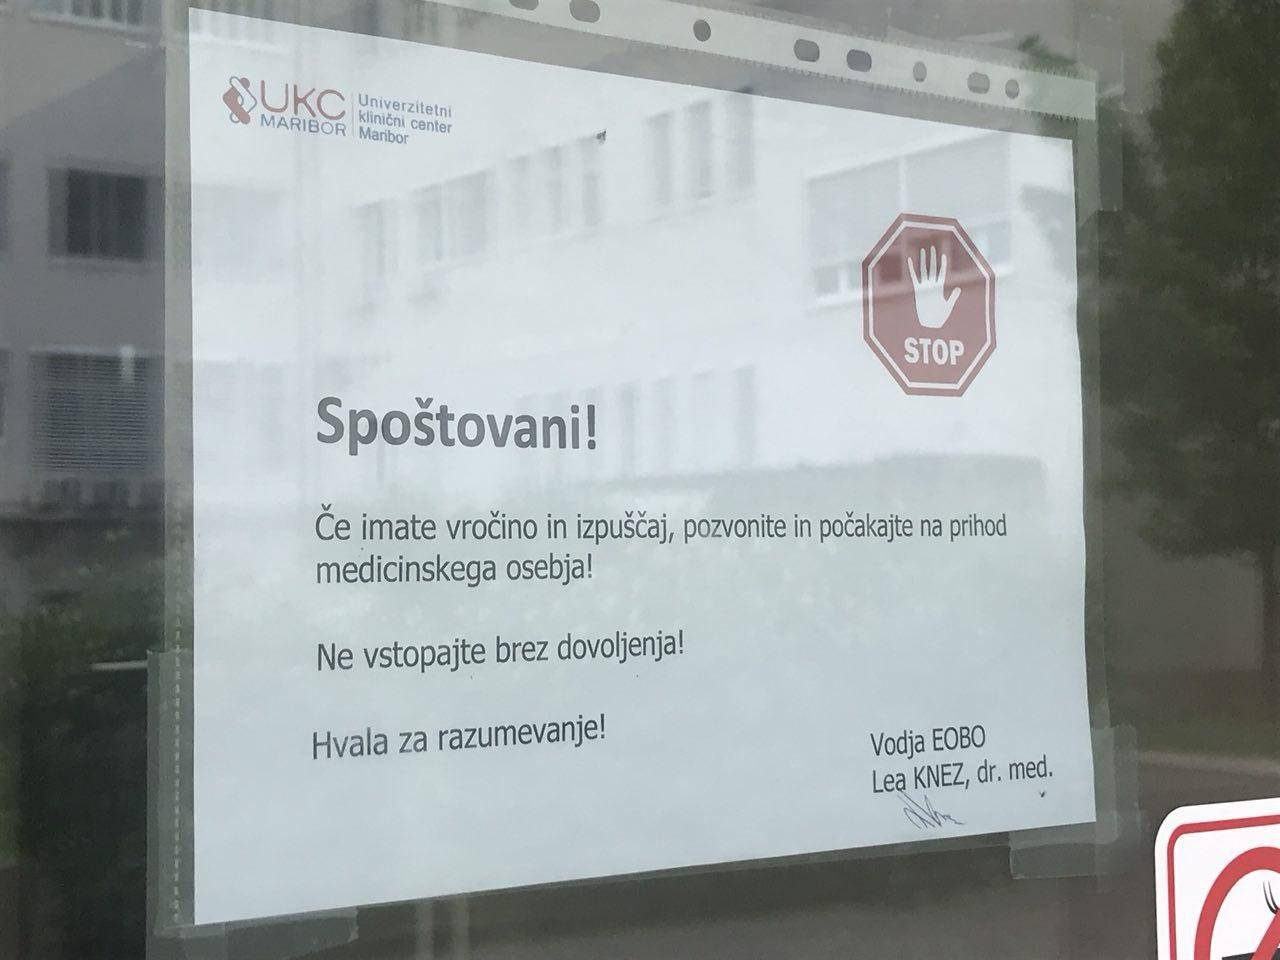 UKC
MARIBOR
Univerzitetni
klinični center
Maribor
STOP
Spoštovani!
Če imate vročino in izpuščaj, pozvonite in počakajte na prihod
medicinskega osebja!
Ne vstopajte brez dovoljenja!
Hvala za razumevanje!
Vodja EOBO
Lea KNEZ, dr. med.